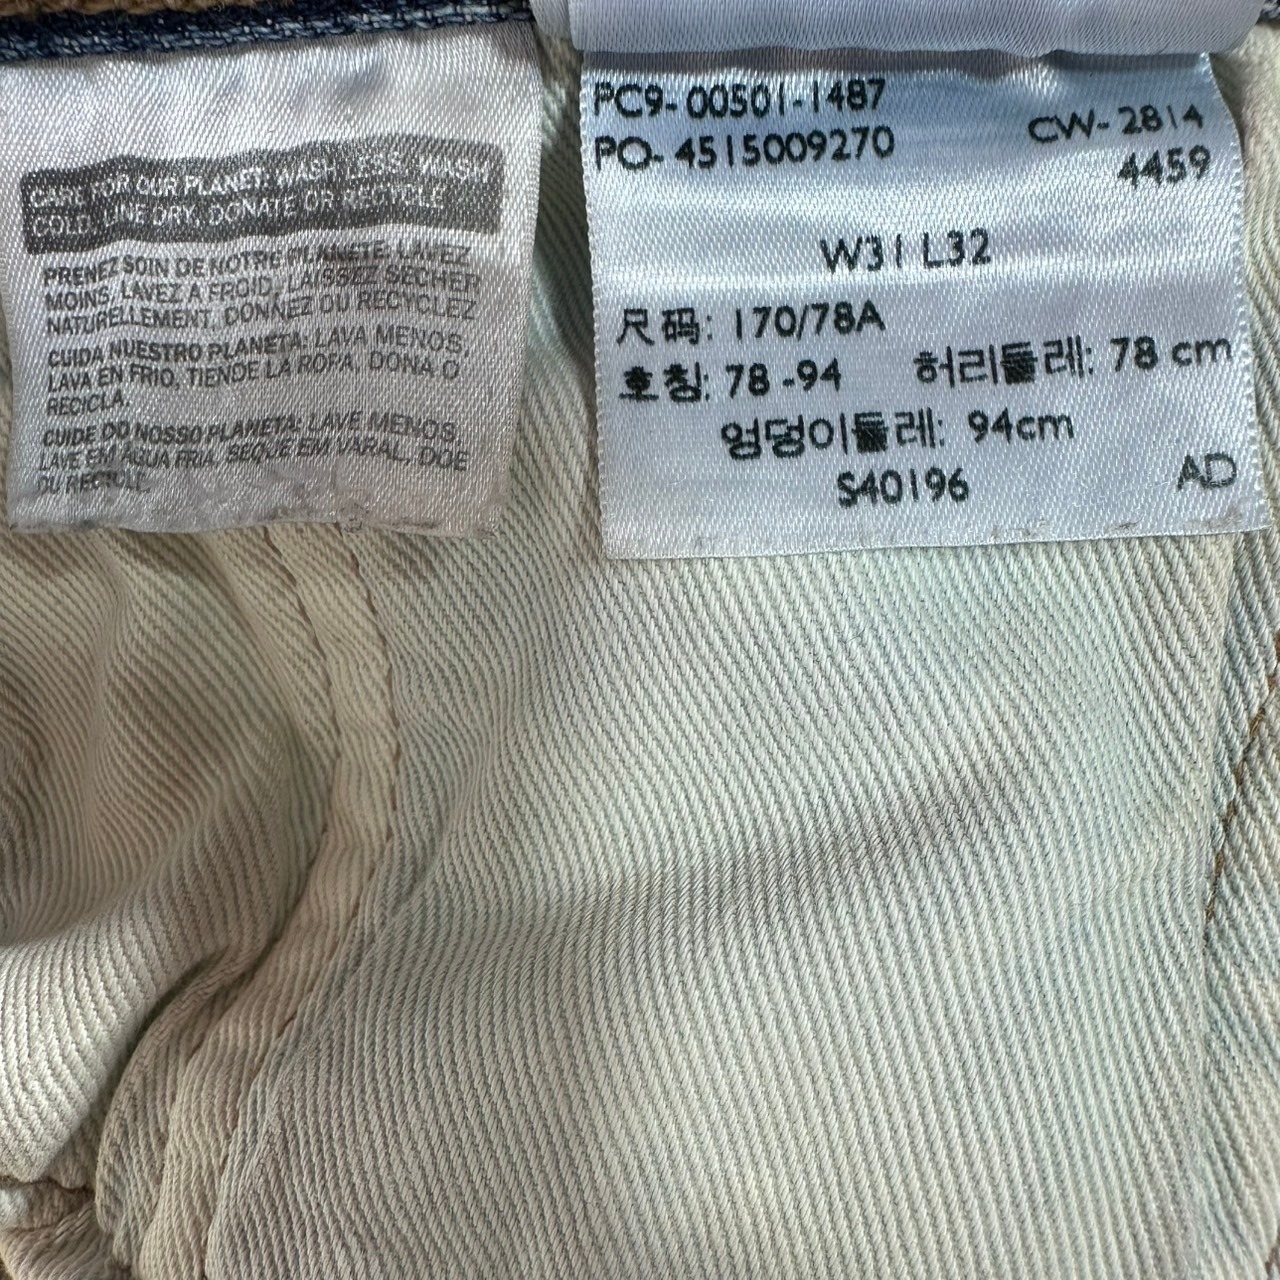 CARE FOR OUR PLANET: WASH LESS, WASH
COLD, LINE DRY, DONATE OR RECYCLE
PRENEZ SOIN DE NOTRE PLANÈTE: LAVEZ
MOINS, LAVEZ À FROID, LAISSEZ SÉCHER
NATURELLEMENT, DONNEZ OU RECYCLEZ
CUIDA NUESTRO PLANETA: LAVA MENOS,
LAVA EN FRIO, TIENDE LA ROPA, DONA O
RECICLA.
CUIDE DO NOSSO PLANETA: LAVE MENOS,
LAVE EM ÁGUA FRIA, SEQUE EM VARAL, DOE
OU RECICLE.
PC9-00501-1487
PO-4515009270
CW-2814
4459
W31 L32
尺码: 170/78A
호칭: 78-94 허리둘레: 78 cm
엉덩이둘레: 94cm
S40196
AD